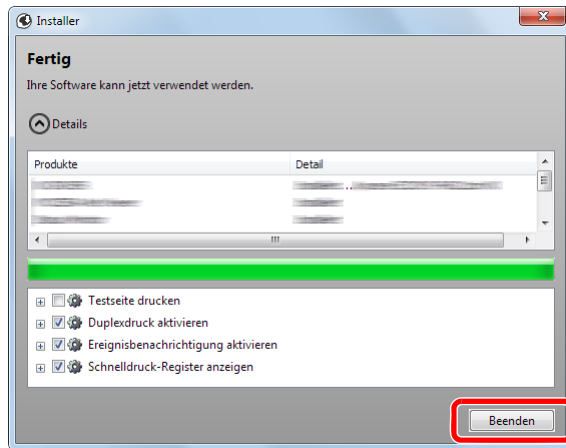 Installer
Fertig
Ihre Software kann jetzt verwendet werden.
Details
Produkte Detail
Testseite drucken
Duplexdruck aktivieren
Ereignisbenachrichtigung aktivieren
Schnelldruck-Register anzeigen
Beenden